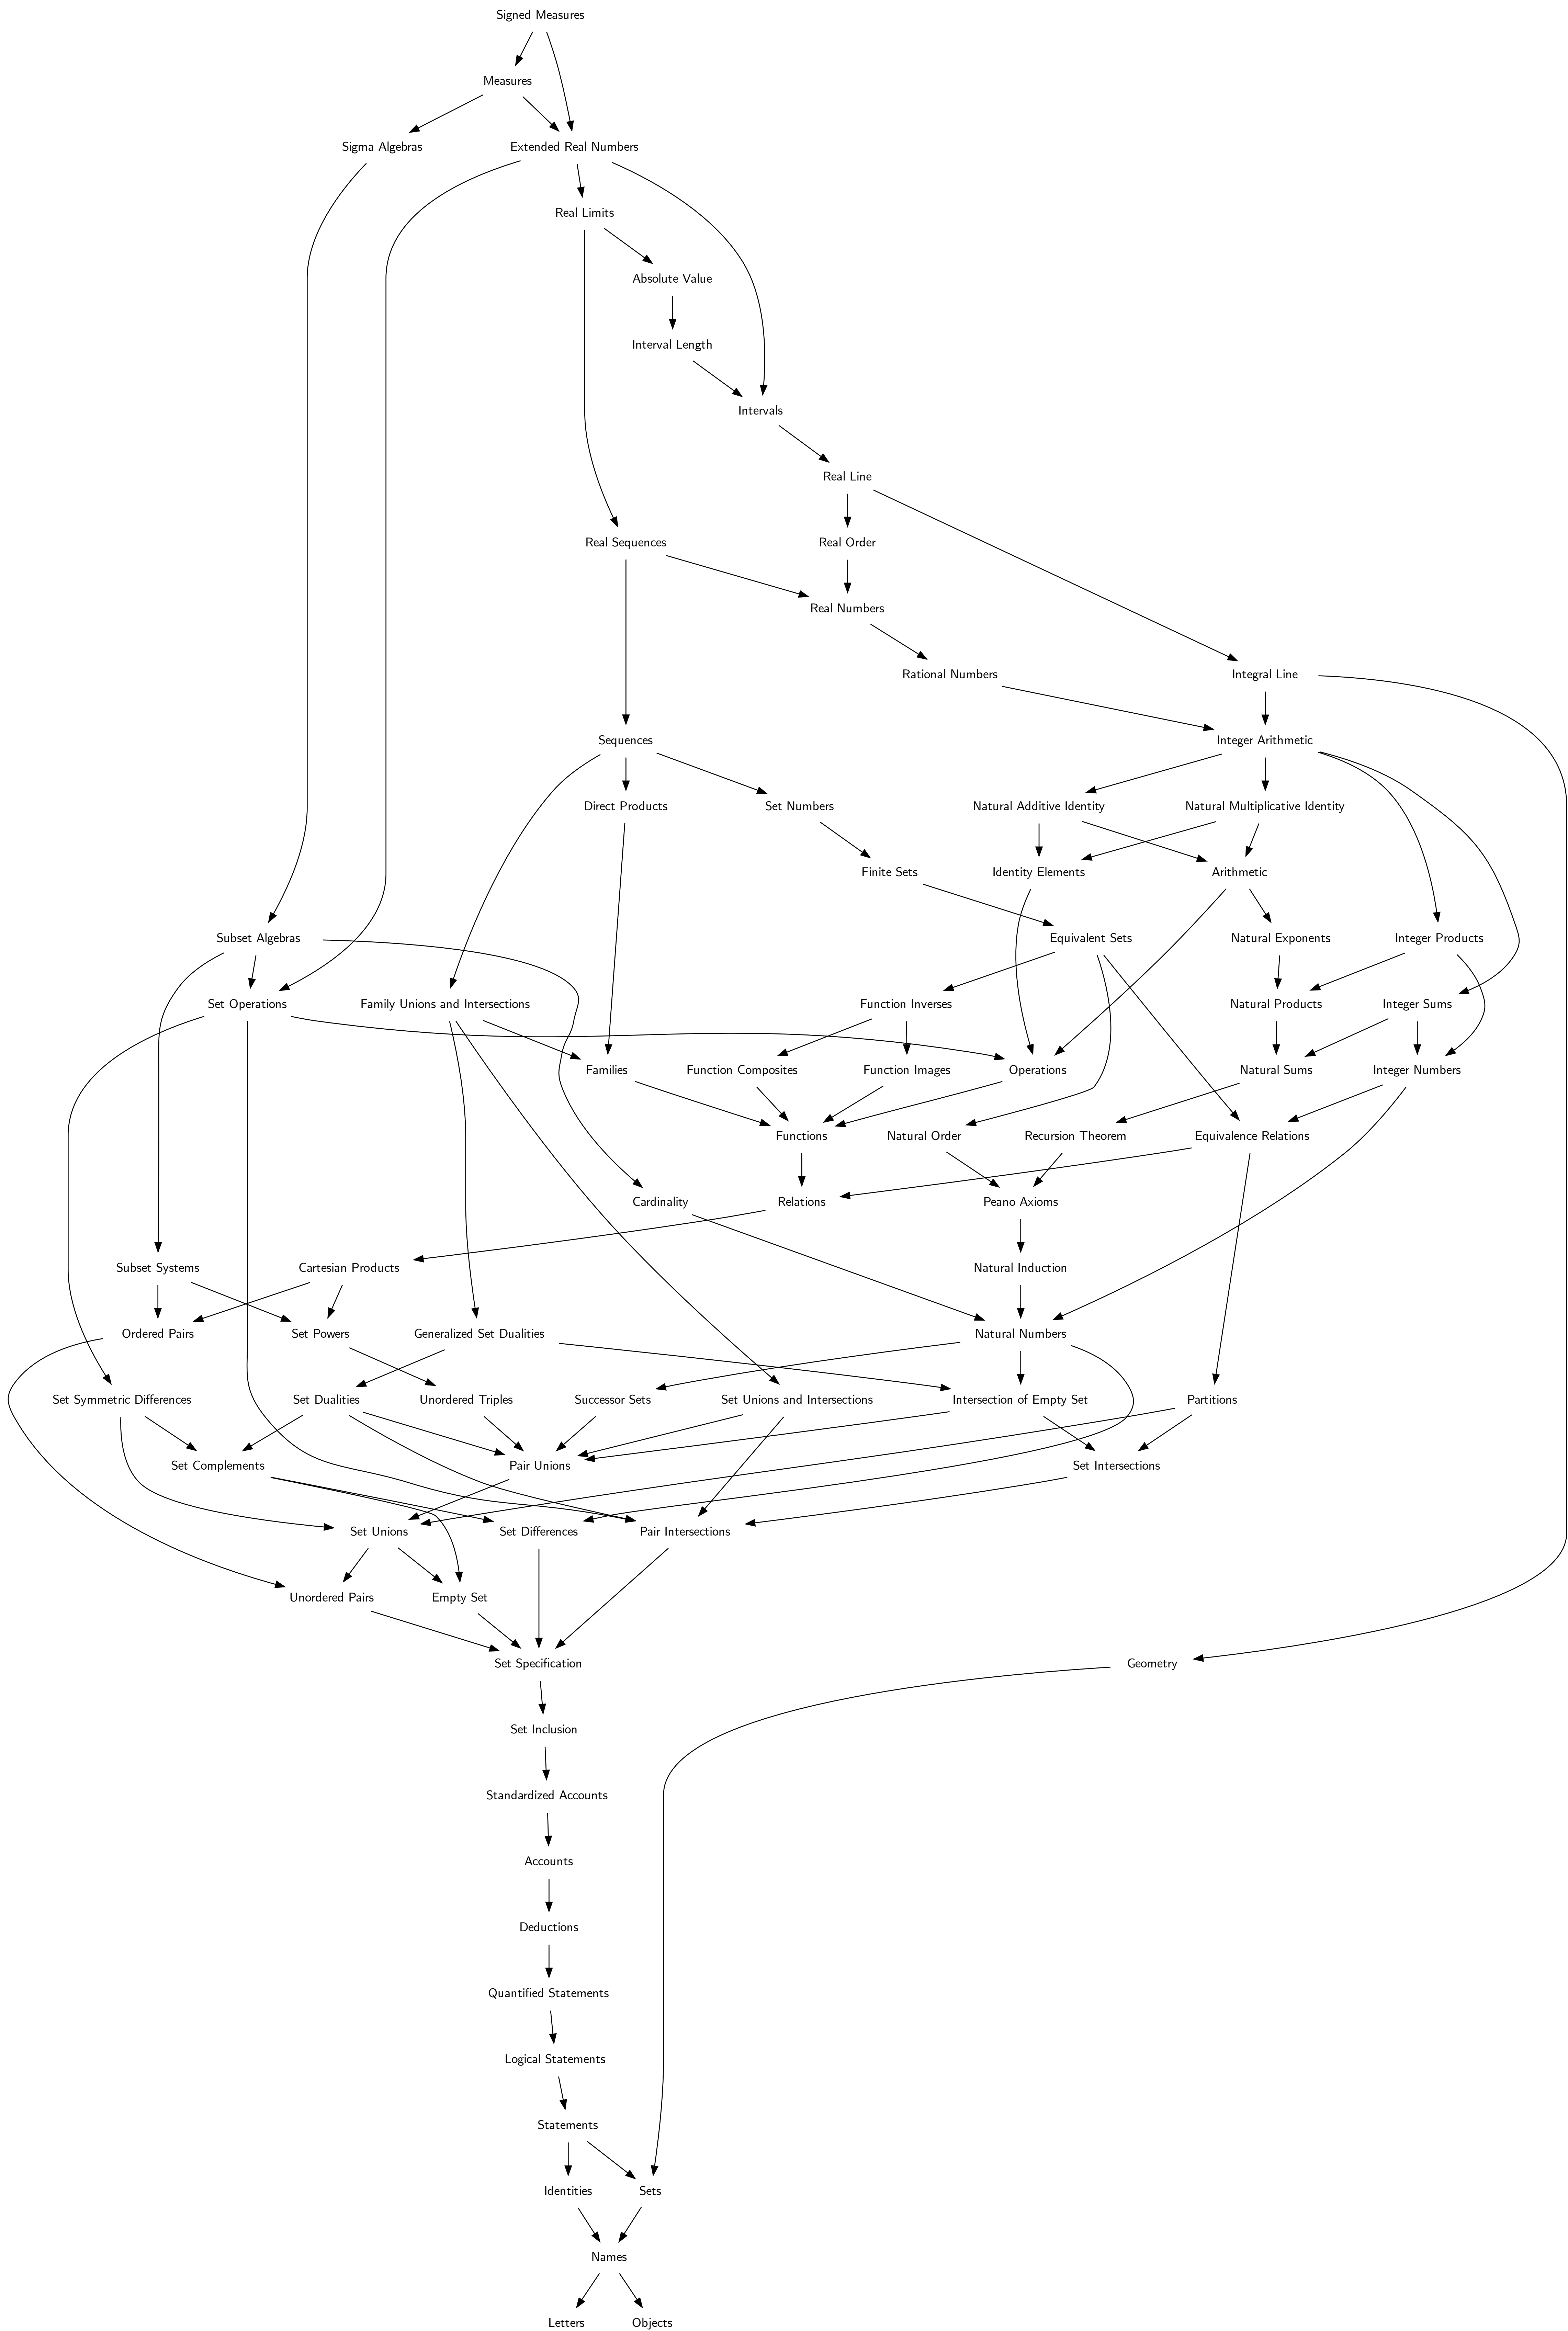 Signed Measures
Measures
Sigma Algebras
Extended Real Numbers
Real Limits
Absolute Value
Interval Length
Intervals
Real Line
Real Sequences
Real Order
Real Numbers
Rational Numbers
Integral Line
Sequences
Integer Arithmetic
Direct Products
Set Numbers
Natural Additive Identity
Natural Multiplicative Identity
Finite Sets
Identity Elements
Arithmetic
Subset Algebras
Equivalent Sets
Natural Exponents
Integer Products
Set Operations
Family Unions and Intersections
Function Inverses
Natural Products
Integer Sums
Families
Function Composites
Function Images
Operations
Natural Sums
Integer Numbers
Functions
Natural Order
Recursion Theorem
Equivalence Relations
Cardinality
Relations
Peano Axioms
Subset Systems
Cartesian Products
Natural Induction
Ordered Pairs
Set Powers
Generalized Set Dualities
Natural Numbers
Set Symmetric Differences
Set Dualities
Unordered Triples
Successor Sets
Set Unions and Intersections
Intersection of Empty Set
Partitions
Set Complements
Pair Unions
Set Intersections
Set Unions
Set Differences
Pair Intersections
Unordered Pairs
Empty Set
Set Specification
Geometry
Set Inclusion
Standardized Accounts
Accounts
Deductions
Quantified Statements
Logical Statements
Statements
Identities
Sets
Names
Letters
Objects